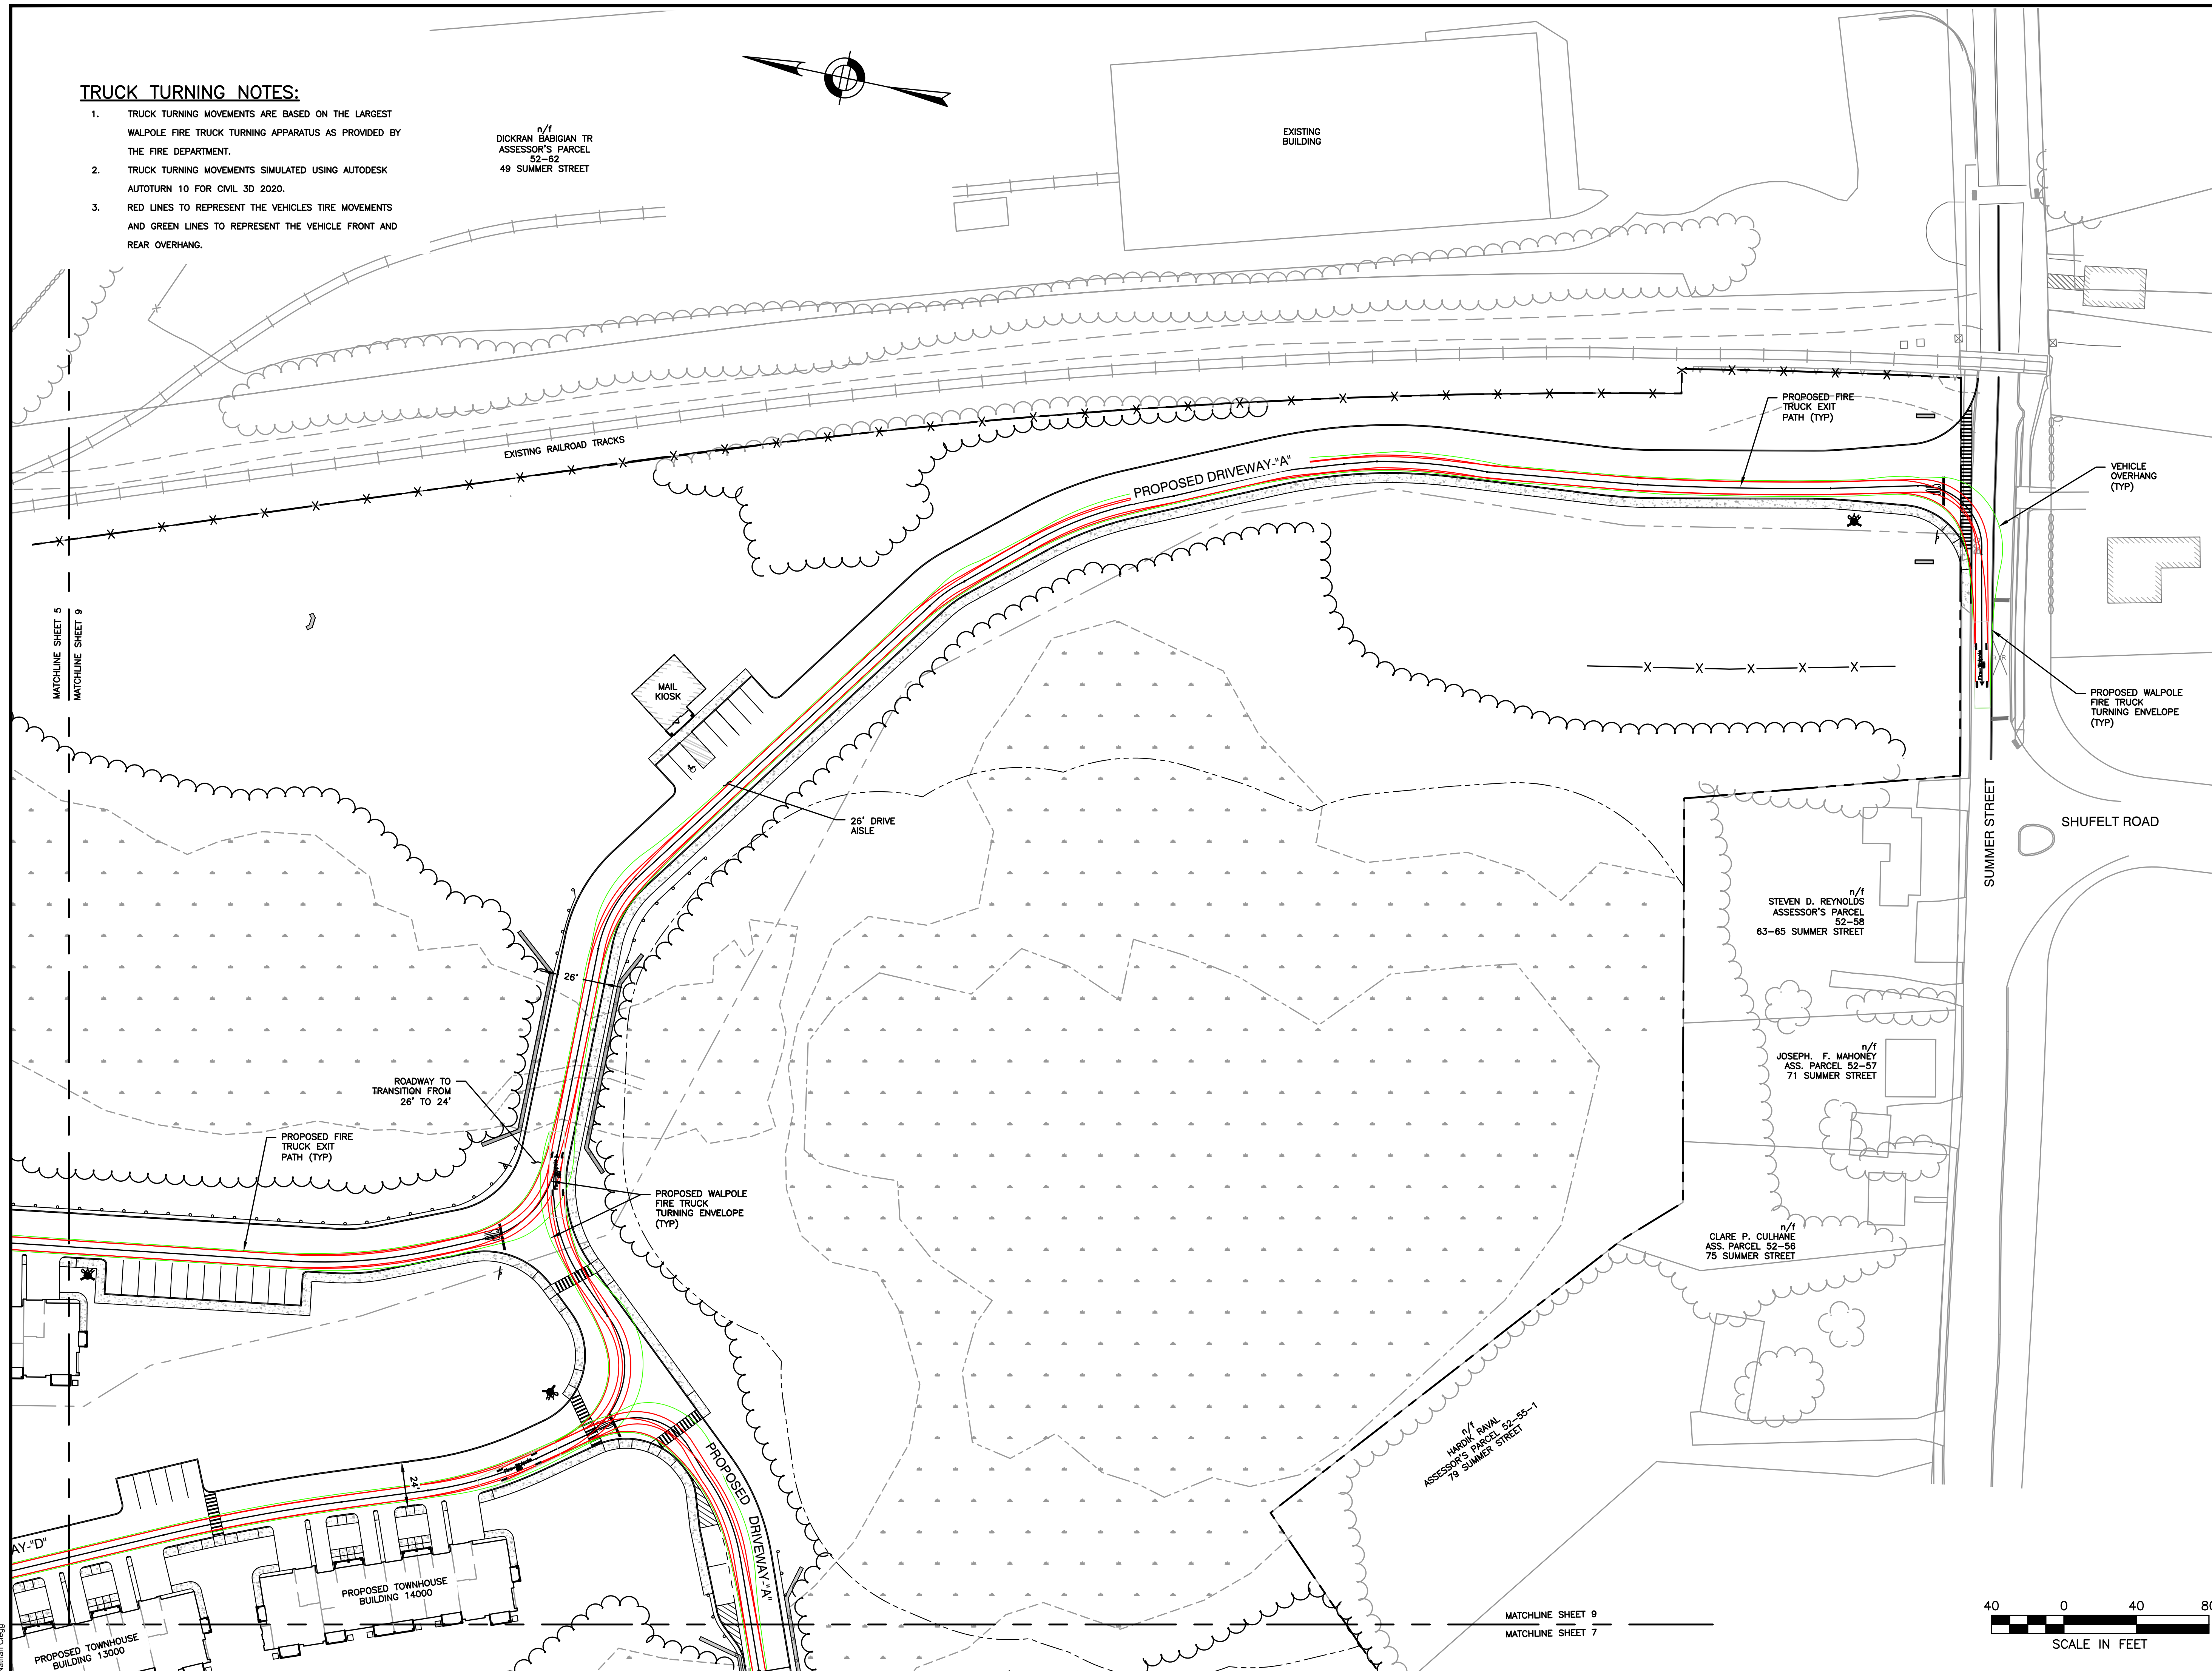 TRUCK TURNING NOTES:
1. TRUCK TURNING MOVEMENTS ARE BASED ON THE LARGEST
WALPOLE FIRE TRUCK TURNING APPARATUS AS PROVIDED BY
THE FIRE DEPARTMENT.
2. TRUCK TURNING MOVEMENTS SIMULATED USING AUTODESK
AUTOTURN 10 FOR CIVIL 3D 2020.
3. RED LINES TO REPRESENT THE VEHICLES TIRE MOVEMENTS
AND GREEN LINES TO REPRESENT THE VEHICLE FRONT AND
REAR OVERHANG.
n/f
DICKRAN BABIGIAN TR
ASSESSOR'S PARCEL
52-62
49 SUMMER STREET
EXISTING
BUILDING
EXISTING RAILROAD TRACKS
PROPOSED DRIVEWAY-"A"
PROPOSED FIRE
TRUCK EXIT
PATH (TYP)
VEHICLE
OVERHANG
(TYP)
MATCHLINE SHEET 5
MATCHLINE SHEET 9
MAIL
KIOSK
PROPOSED WALPOLE
FIRE TRUCK
TURNING ENVELOPE
(TYP)
26' DRIVE
AISLE
SUMMER STREET
SHUFELT ROAD
n/f
STEVEN D. REYNOLDS
ASSESSOR'S PARCEL
52-58
63-65 SUMMER STREET
26'
n/f
JOSEPH. F. MAHONEY
ASS. PARCEL 52-57
71 SUMMER STREET
ROADWAY TO
TRANSITION FROM
26' TO 24'
PROPOSED FIRE
TRUCK EXIT
PATH (TYP)
PROPOSED WALPOLE
FIRE TRUCK
TURNING ENVELOPE
(TYP)
n/f
CLARE P. CULHANE
ASS. PARCEL 52-56
75 SUMMER STREET
n/f
HARDIK RAVAL
ASSESSOR'S PARCEL 52-55-1
79 SUMMER STREET
PROPOSED DRIVEWAY-"A"
24'
AY-"D"
PROPOSED TOWNHOUSE
BUILDING 14000
PROPOSED TOWNHOUSE
BUILDING 13000
MATCHLINE SHEET 9
MATCHLINE SHEET 7
40 0 40 80
SCALE IN FEET